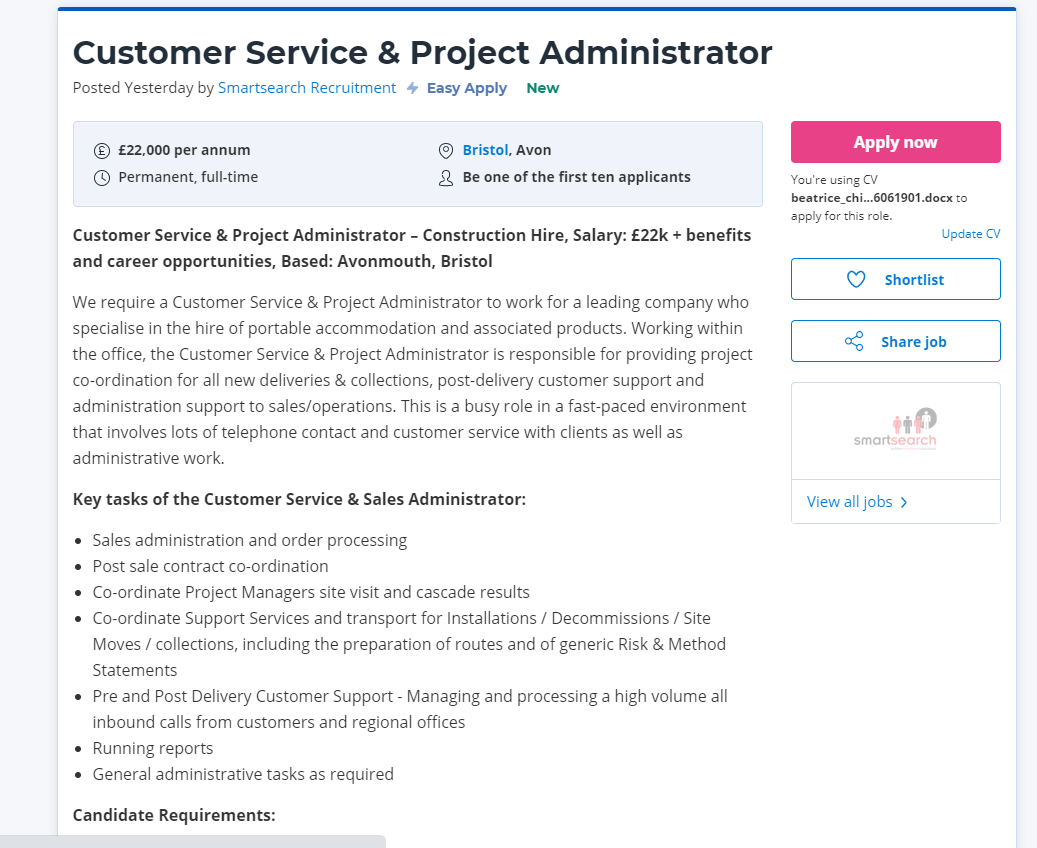 Customer Service & Project Administrator
Posted Yesterday by Smartsearch Recruitment Easy Apply New
£22,000 per annum
Permanent, full-time
Bristol, Avon
Be one of the first ten applicants
Customer Service & Project Administrator – Construction Hire, Salary: £22k + benefits
and career opportunities, Based: Avonmouth, Bristol
We require a Customer Service & Project Administrator to work for a leading company who
specialise in the hire of portable accommodation and associated products. Working within
the office, the Customer Service & Project Administrator is responsible for providing project
co-ordination for all new deliveries & collections, post-delivery customer support and
administration support to sales/operations. This is a busy role in a fast-paced environment
that involves lots of telephone contact and customer service with clients as well as
administrative work.
Key tasks of the Customer Service & Sales Administrator:
• Sales administration and order processing
• Post sale contract co-ordination
• Co-ordinate Project Managers site visit and cascade results
• Co-ordinate Support Services and transport for Installations / Decommissions / Site
Moves / collections, including the preparation of routes and of generic Risk & Method
Statements
• Pre and Post Delivery Customer Support - Managing and processing a high volume all
inbound calls from customers and regional offices
• Running reports
• General administrative tasks as required
Candidate Requirements:
Apply now
You're using CV
beatrice_chi...6061901.docx to
apply for this role.
Update CV
Shortlist
Share job
smartsearch
View all jobs